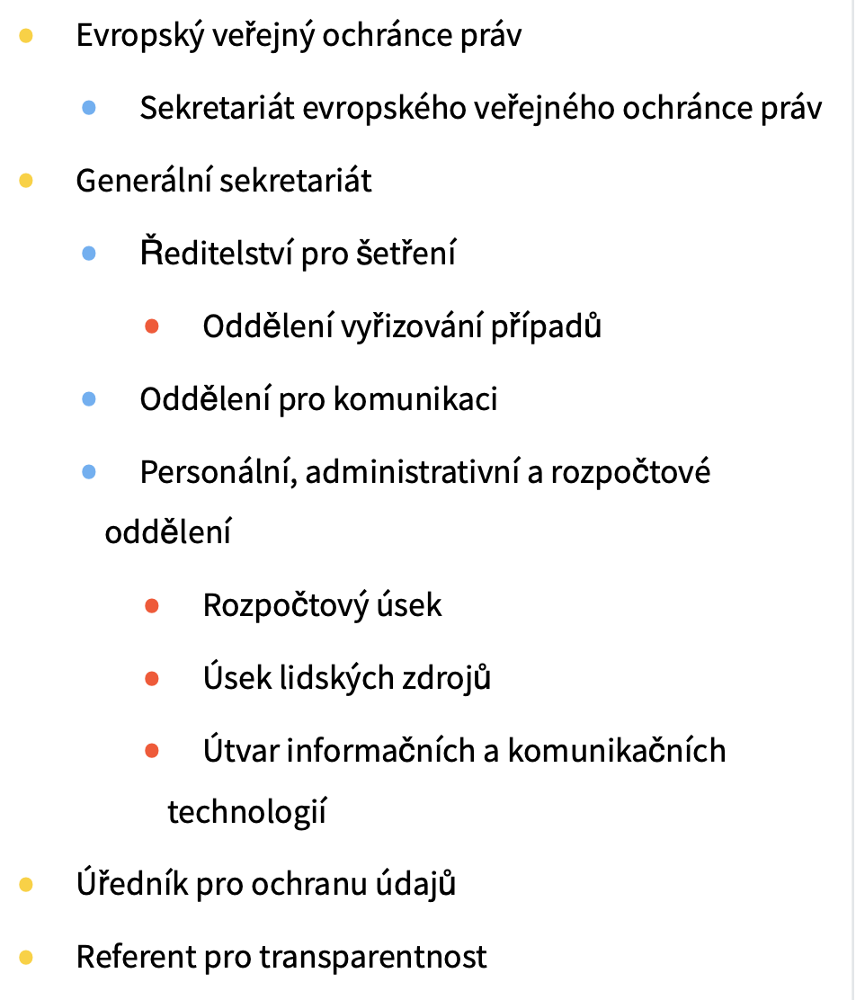 Evropský veřejný ochránce práv
Sekretariát evropského veřejného ochránce práv
Generální sekretariát
Ředitelství pro šetření
Oddělení vyřizování případů
Oddělení pro komunikaci
Personální, administrativní a rozpočtové
oddělení
Rozpočtový úsek
Úsek lidských zdrojů
Útvar informačních a komunikačních
technologií
Úředník pro ochranu údajů
Referent pro transparentnost